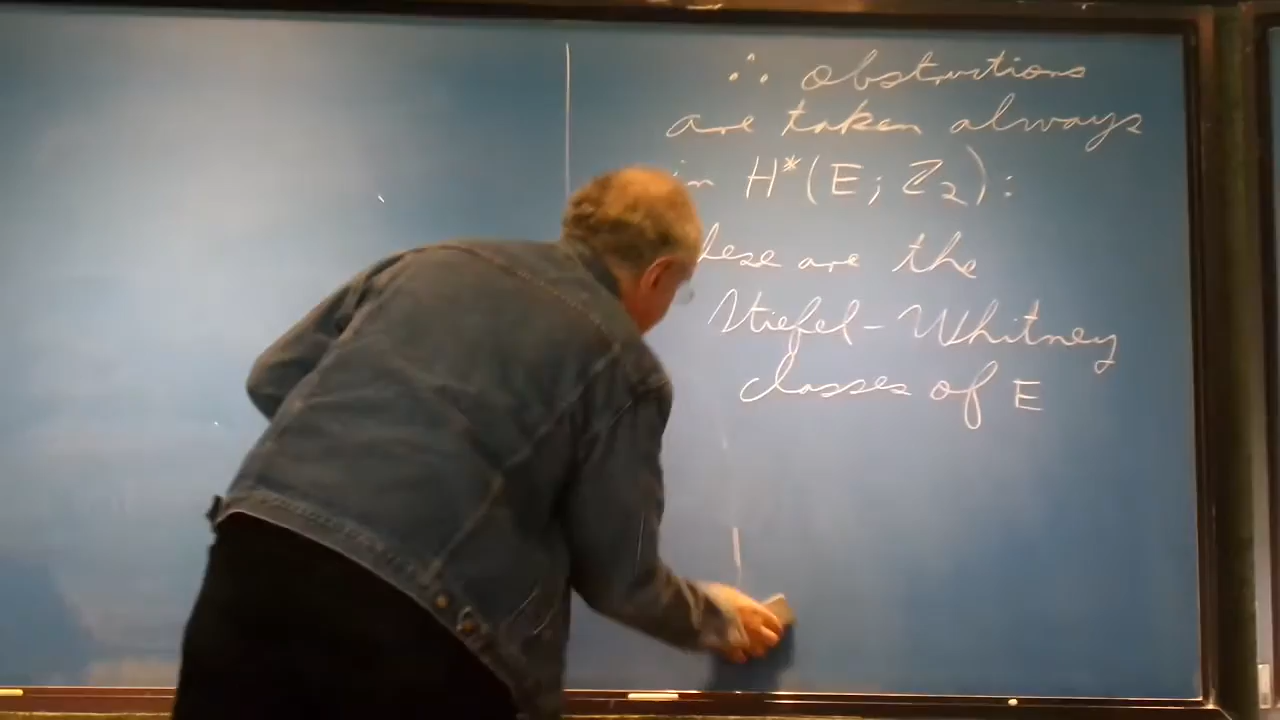 ∴ obstructions
are taken always
in H*(E; Z₂):
these are the
Stiefel-Whitney
classes of E